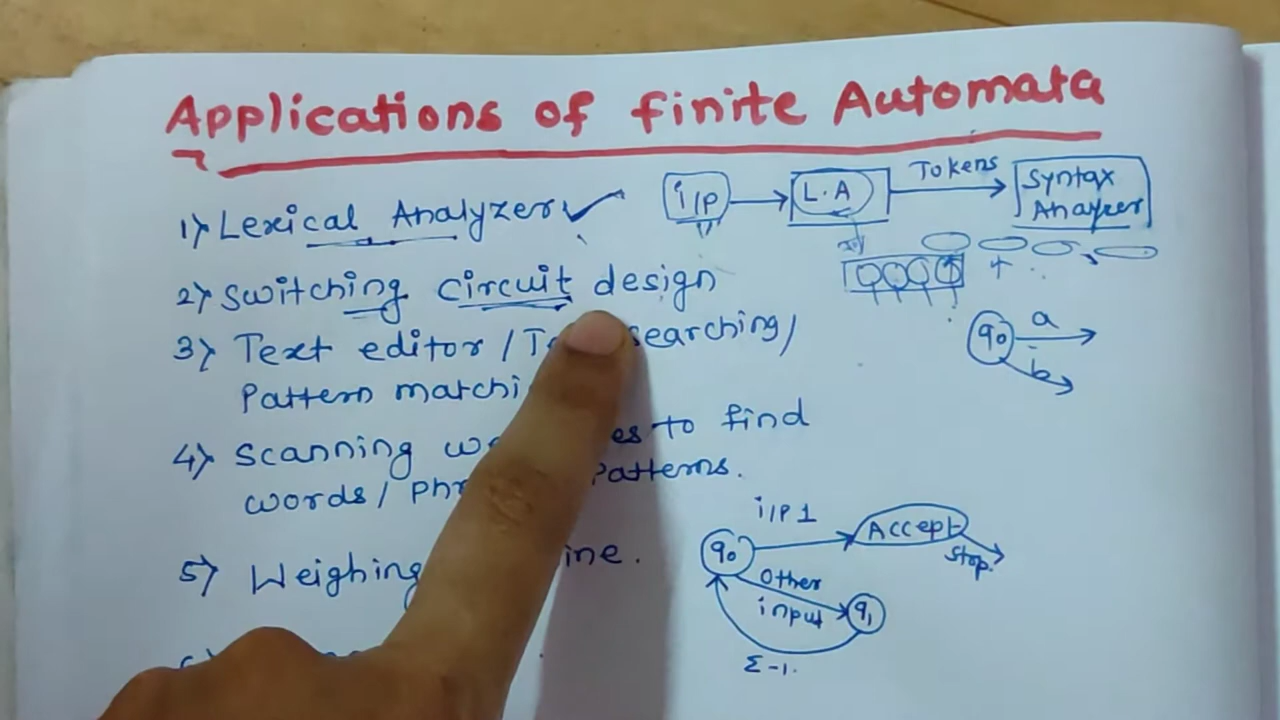 Applications of finite Automata
1) Lexical Analyzer
i/p L.A Tokens Syntax
Analyzer
2) Switching circuit design
3) Text editor / searching/
Pattern matchi
q0 a
b
4) Scanning to find
words/ Patterns.
i/p 1 Accept
q0 Stop.
5) Weighing ine.
Other
input q1
Σ-1.